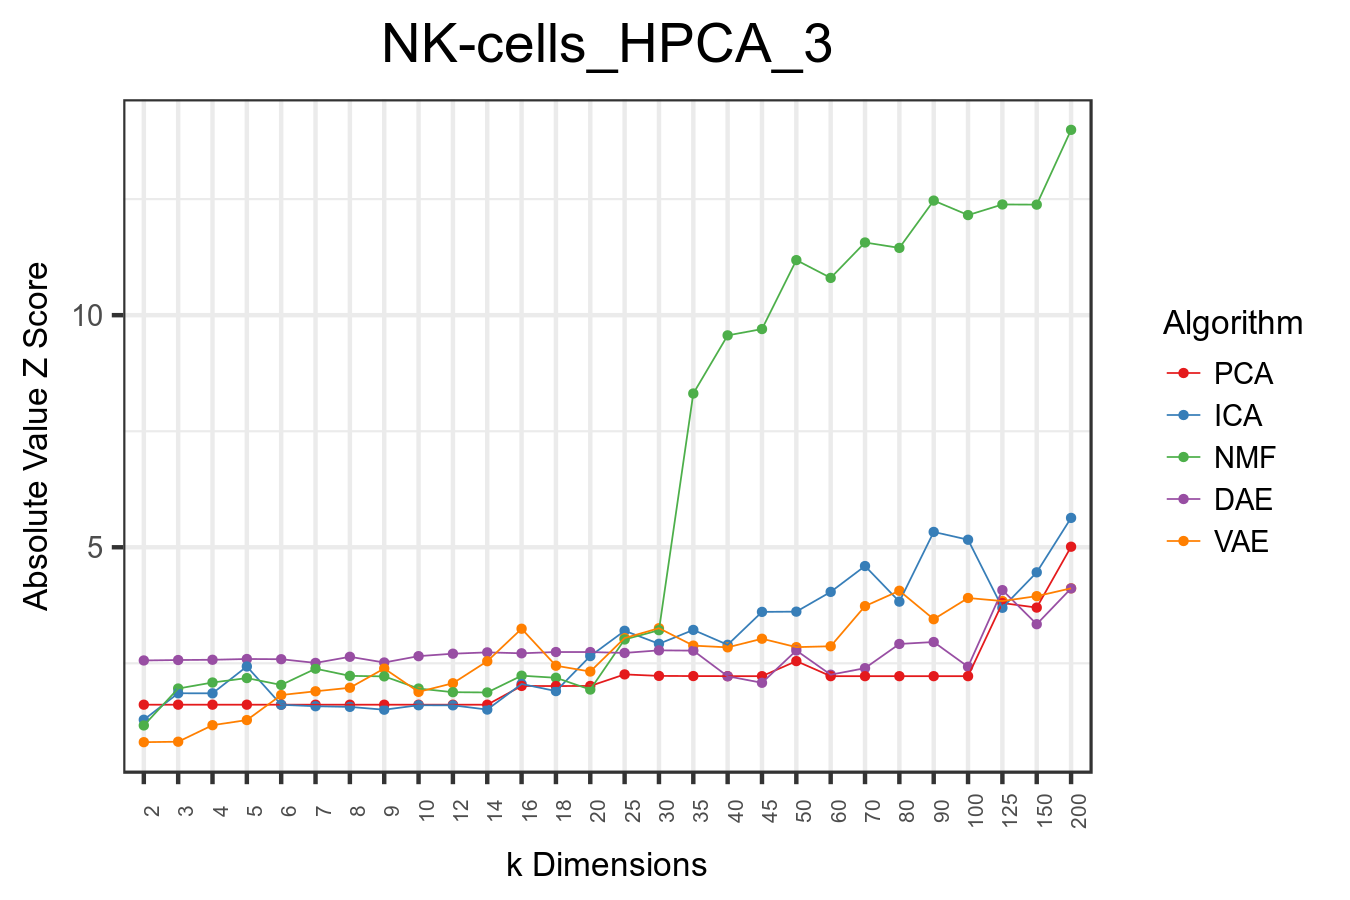 NK-cells_HPCA_3
Absolute Value Z Score
10
5
2 3 4 5 6 7 8 9 10 12 14 16 18 20 25 30 35 40 45 50 60 70 80 90 100 125 150 200
k Dimensions
Algorithm
PCA
ICA
NMF
DAE
VAE